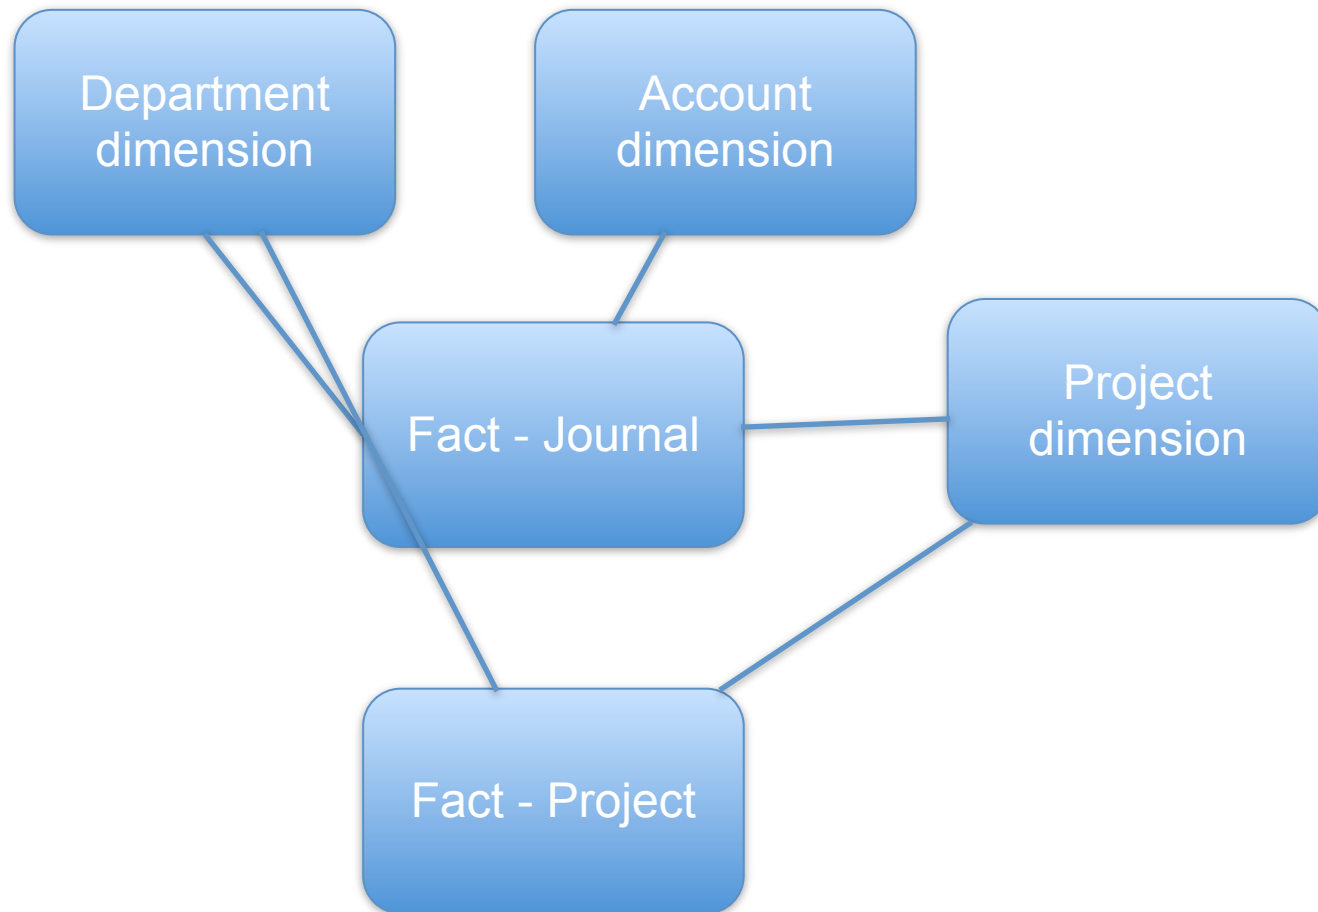 Department
dimension
Account
dimension
Fact - Journal
Project
dimension
Fact - Project